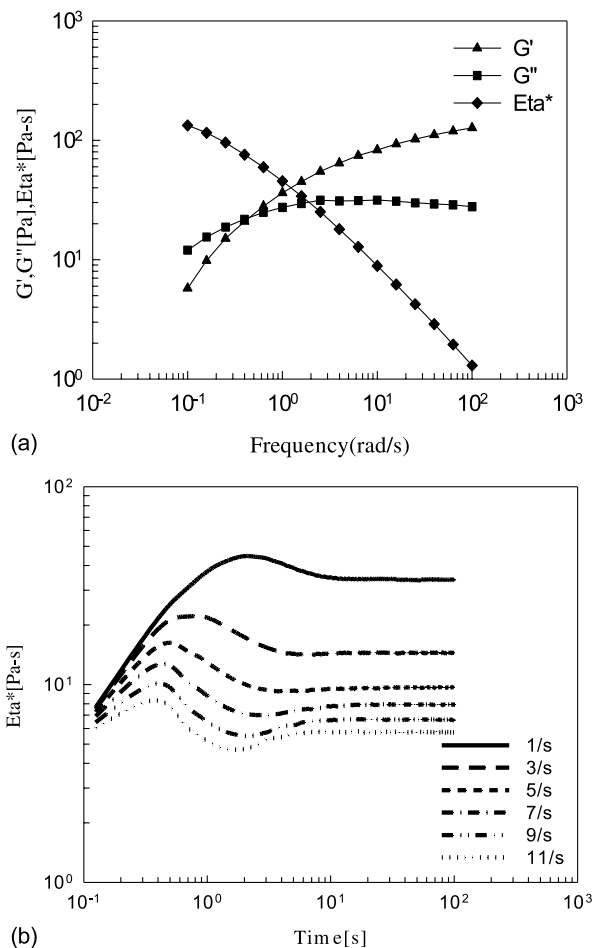 10³
G'
G''
Eta*
10²
G',G''[Pa],Eta*[Pa-s]
10¹
10⁰
10⁻² 10⁻¹ 10⁰ 10¹ 10² 10³
(a)
Frequency(rad/s)
10²
Eta*[Pa-s]
10¹
1/s
3/s
5/s
7/s
9/s
11/s
10⁰
10⁻¹ 10⁰ 10¹ 10² 10³
(b)
Time[s]